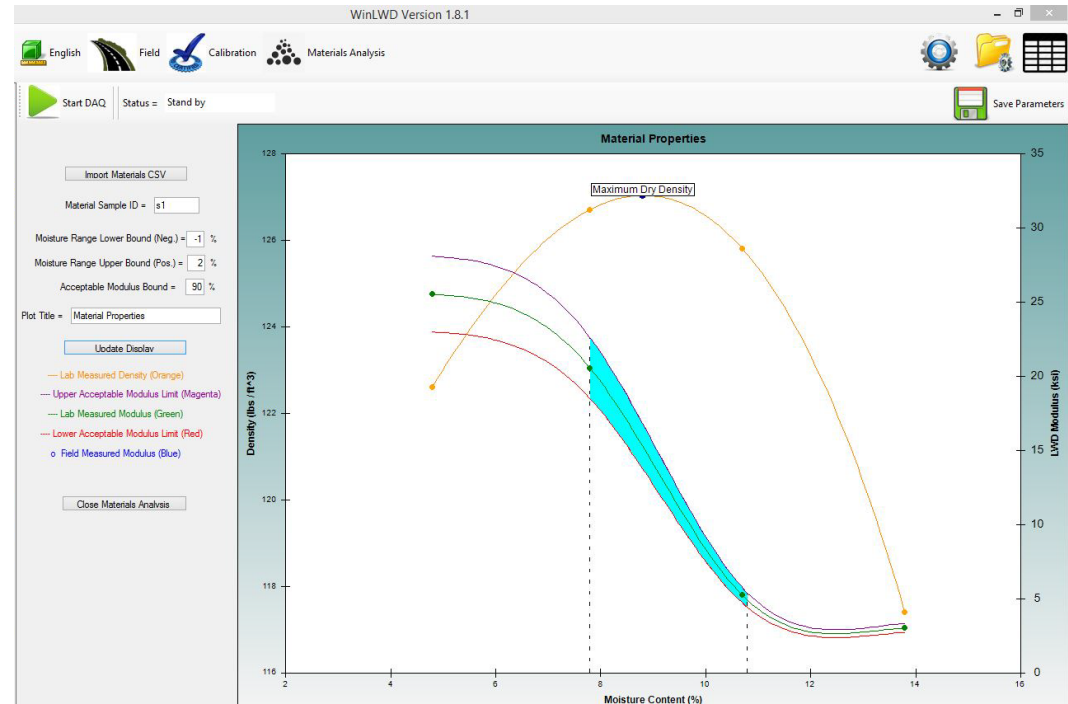 WinLWD Version 1.8.1
English Field Calibration Materials Analysis
Start DAQ Status = Stand by Save Parameters
Import Materials CSV
Material Sample ID = s1
Moisture Range Lower Bound (Neg.) = -1 %
Moisture Range Upper Bound (Pos.) = 2 %
Acceptable Modulus Bound = 90 %
Plot Title = Material Properties
Update Display
---- Lab Measured Density (Orange)
---- Upper Acceptable Modulus Limit (Magenta)
---- Lab Measured Modulus (Green)
---- Lower Acceptable Modulus Limit (Red)
o Field Measured Modulus (Blue)
Close Materials Analysis
Material Properties
Maximum Dry Density
Density (lbs / ft^3)
128
126
124
122
120
118
116
35
30
25
20
15
10
5
0
LWD Modulus (ksi)
2 4 6 8 10 12 14 16
Moisture Content (%)